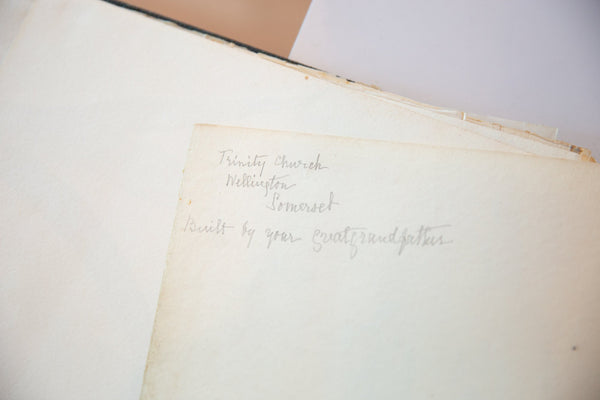 Trinity Church
Wellington
Somerset
Built by your greatgrandfather